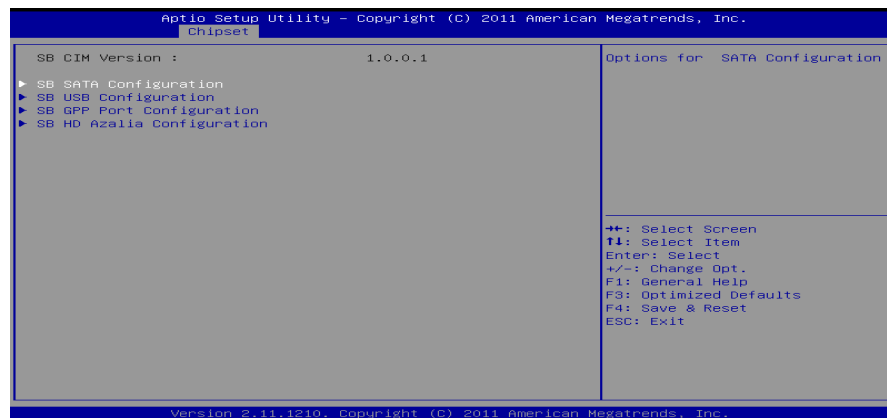 Aptio Setup Utility – Copyright (C) 2011 American Megatrends, Inc.
Chipset
SB CIM Version : 1.0.0.1
► SB SATA Configuration
► SB USB Configuration
► SB GPP Port Configuration
► SB HD Azalia Configuration
Options for SATA Configuration
→←: Select Screen
↑↓: Select Item
Enter: Select
+/-: Change Opt.
F1: General Help
F3: Optimized Defaults
F4: Save & Reset
ESC: Exit
Version 2.11.1210. Copyright (C) 2011 American Megatrends, Inc.